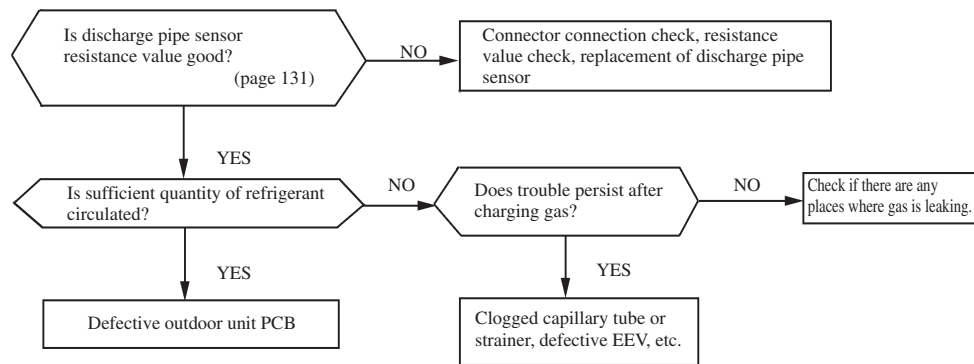 Is discharge pipe sensor
resistance value good?
(page 131)
NO
Connector connection check, resistance
value check, replacement of discharge pipe
sensor
YES
Is sufficient quantity of refrigerant
circulated?
NO
Does trouble persist after
charging gas?
NO
Check if there are any
places where gas is leaking.
YES
Defective outdoor unit PCB
YES
Clogged capillary tube or
strainer, defective EEV, etc.